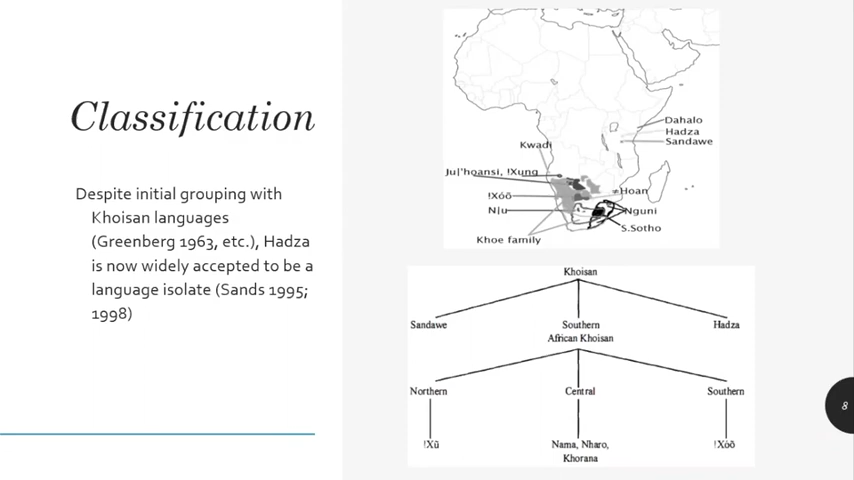 Classification
Despite initial grouping with
Khoisan languages
(Greenberg 1963, etc.), Hadza
is now widely accepted to be a
language isolate (Sands 1995;
1998)
Dahalo
Hadza
Sandawe
Kwadi
Ju|'hoansi, !Xung
ǂHoan
!Xóõ
N|u
Nguni
S.Sotho
Khoe family
Khoisan
Sandawe
Southern
African Khoisan
Hadza
Northern
Central
Southern
!Xũ
Nama, Nharo,
Khorana
!Xóõ
8